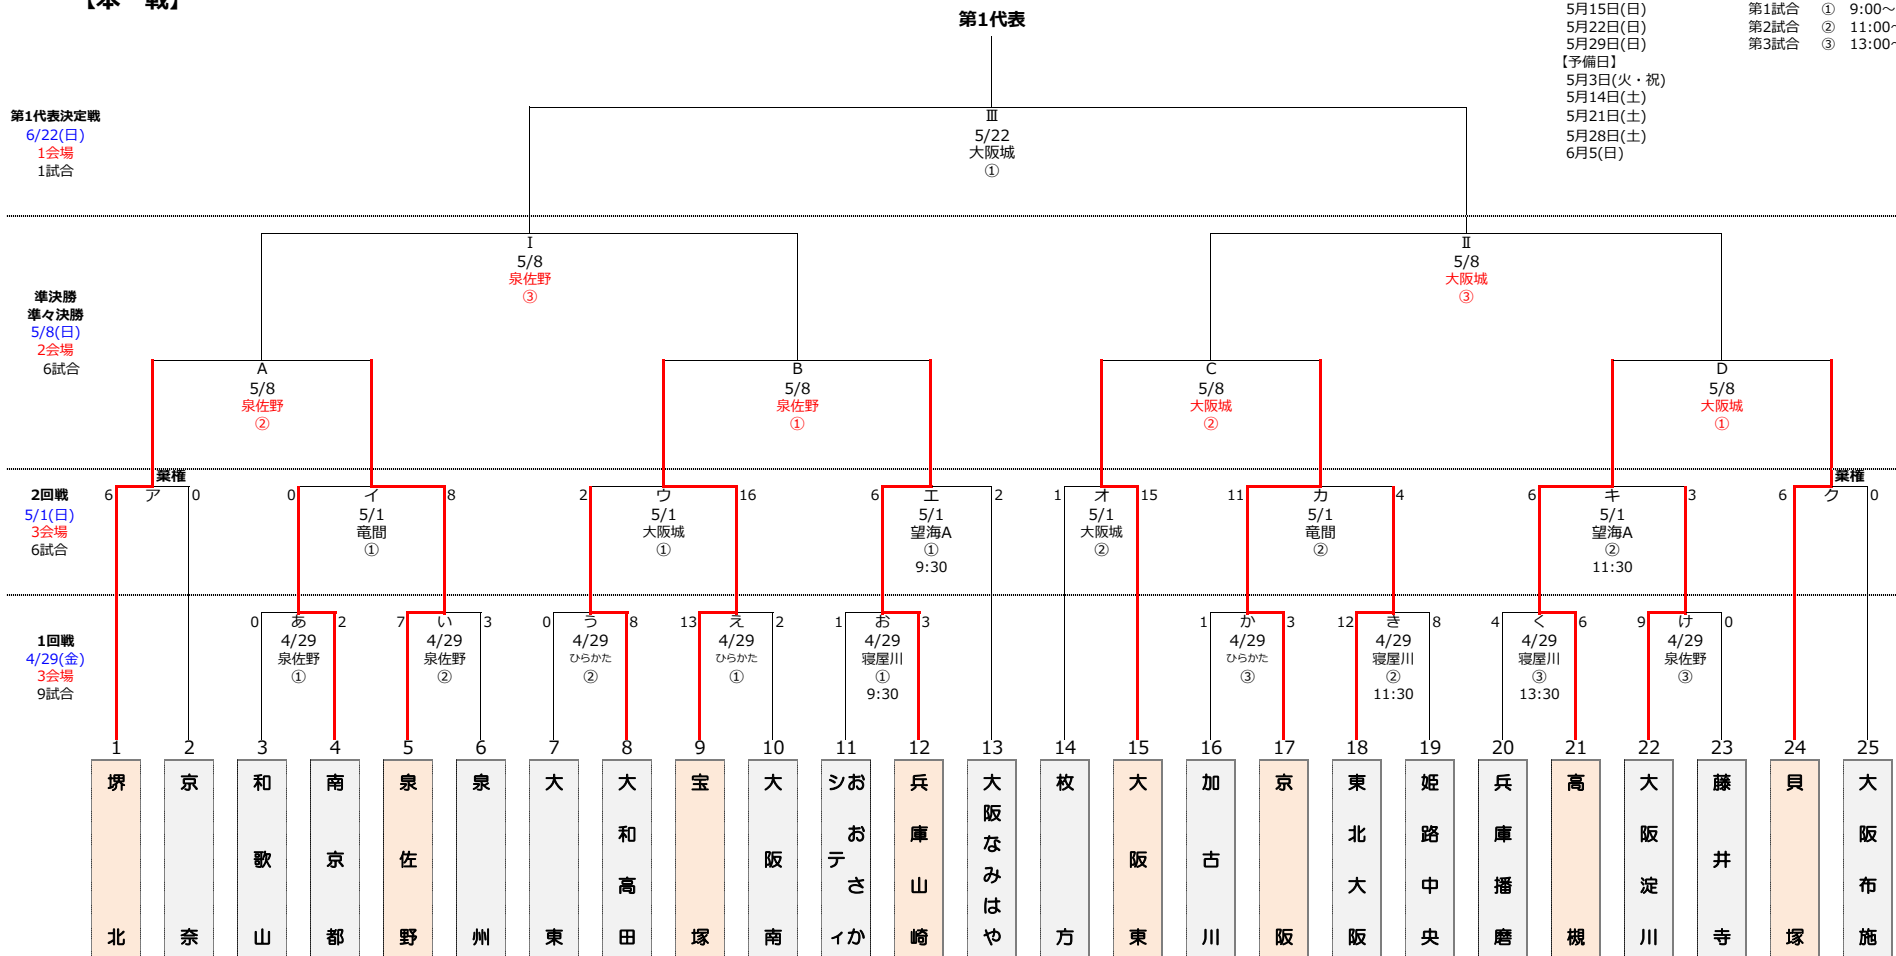 【本　戦】
5月15日(日)　第1試合　①　9:00～
5月22日(日)　第2試合　②　11:00～
5月29日(日)　第3試合　③　13:00～
【予備日】
5月3日(火・祝)
5月14日(土)
5月21日(土)
5月28日(土)
6月5(日)
第1代表
第1代表決定戦
6/22(日)
1会場
1試合
Ⅲ
5/22
大阪城
①
準決勝
準々決勝
5/8(日)
2会場
6試合
Ⅰ
5/8
泉佐野
③
Ⅱ
5/8
大阪城
③
A
5/8
泉佐野
②
B
5/8
泉佐野
①
C
5/8
大阪城
②
D
5/8
大阪城
①
2回戦
5/1(日)
3会場
6試合
棄権
6 ア 0
0 イ 8
5/1
竜間
①
2 ウ 16
5/1
大阪城
①
6 エ 2
5/1
望海A
①
9:30
1 オ 15
5/1
大阪城
②
11 カ 4
5/1
竜間
②
6 キ 3
5/1
望海A
②
11:30
棄権
6 ク 0
1回戦
4/29(金)
3会場
9試合
0 あ 2
4/29
泉佐野
①
7 い 3
4/29
泉佐野
②
0 う 8
4/29
ひらかた
②
13 え 2
4/29
ひらかた
①
1 お 3
4/29
寝屋川
①
9:30
1 か 3
4/29
ひらかた
③
12 き 8
4/29
寝屋川
②
11:30
4 く 6
4/29
寝屋川
③
13:30
9 け 0
4/29
泉佐野
③
1 2 3 4 5 6 7 8 9 10 11 12 13 14 15 16 17 18 19 20 21 22 23 24 25
堺北
京奈
和歌山
南京都
泉佐野
泉州
大東
大和高田
宝塚
大阪南
おおさか
シティ
兵庫山崎
大阪なみはや
枚方
大阪東
加古川
京阪
東北大阪
姫路中央
兵庫播磨
高槻
大阪淀川
藤井寺
貝塚
大阪布施